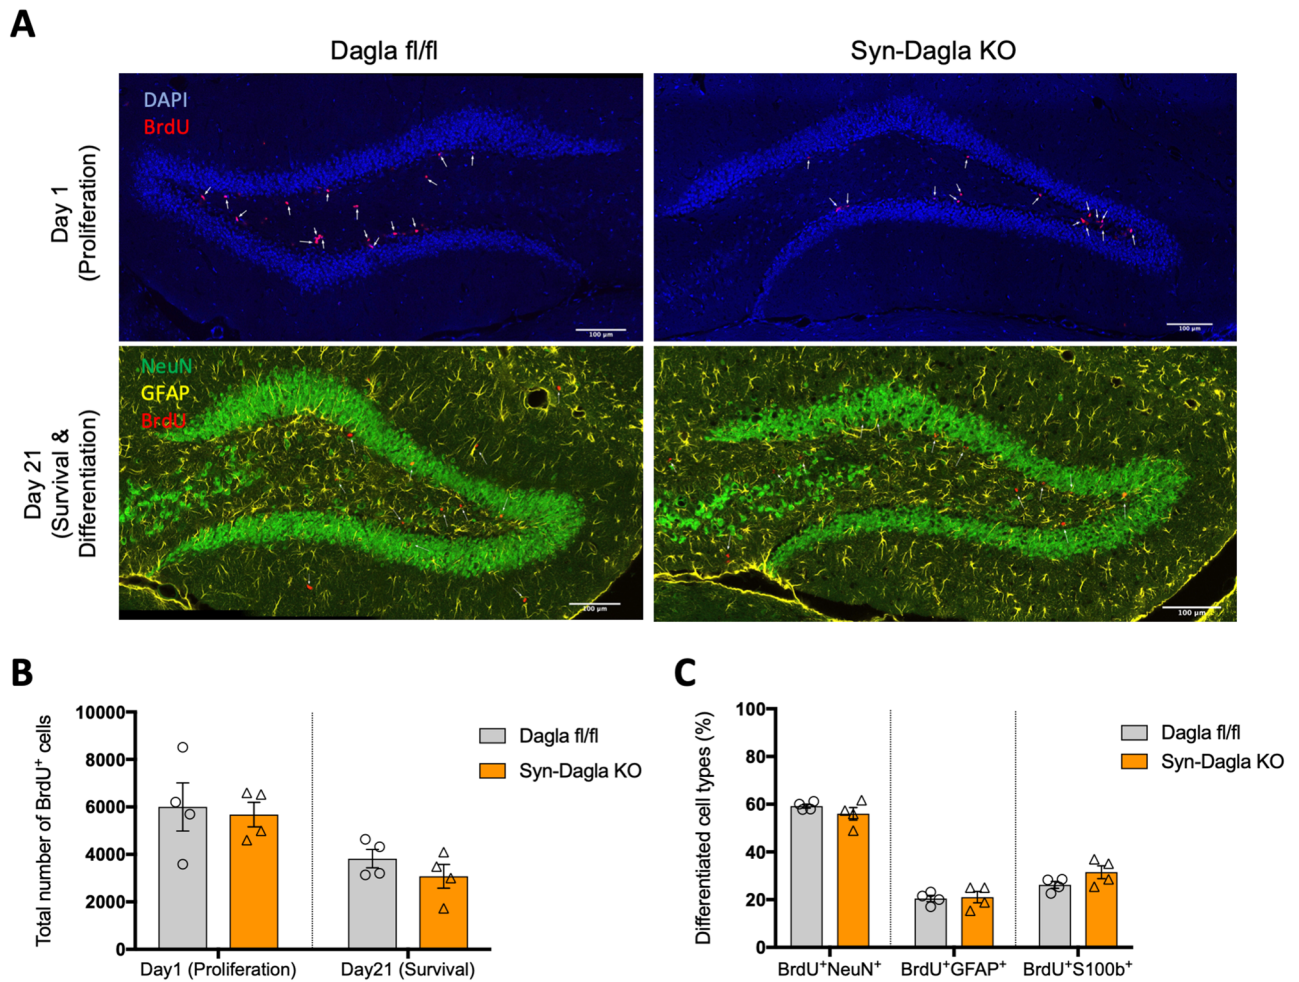 A
Dagla fl/fl
Syn-Dagla KO
Day 1
(Proliferation)
DAPI
BrdU
100 µm
100 µm
Day 21
(Survival &
Differentiation)
NeuN
GFAP
BrdU
100 µm
100 µm
B
Total number of BrdU⁺ cells
10000
8000
6000
4000
2000
0
Day1 (Proliferation)
Day21 (Survival)
Dagla fl/fl
Syn-Dagla KO
C
Differentiated cell types (%)
100
80
60
40
20
0
BrdU⁺NeuN⁺
BrdU⁺GFAP⁺
BrdU⁺S100b⁺
Dagla fl/fl
Syn-Dagla KO